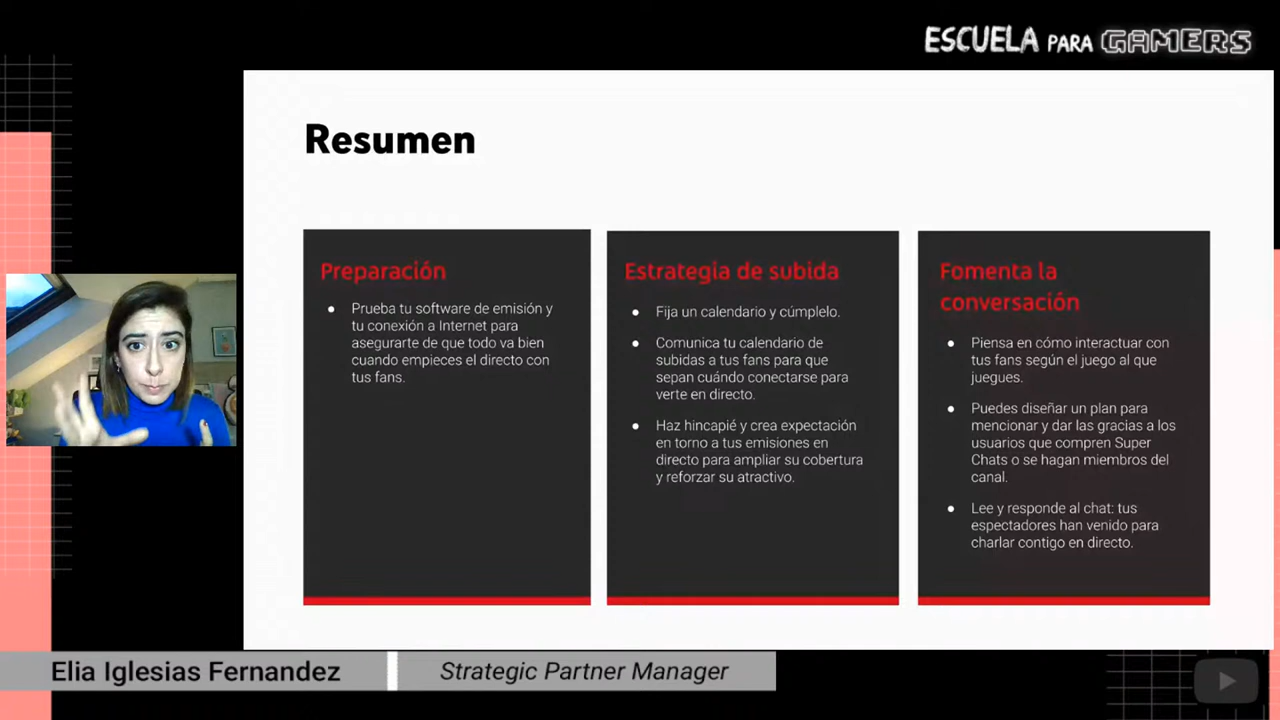 ESCUELA PARA GAMERS
Resumen
Preparación
● Prueba tu software de emisión y
tu conexión a Internet para
asegurarte de que todo va bien
cuando empieces el directo con
tus fans.
Estrategia de subida
● Fija un calendario y cúmplelo.
● Comunica tu calendario de
subidas a tus fans para que
sepan cuándo conectarse para
verte en directo.
● Haz hincapié y crea expectación
en torno a tus emisiones en
directo para ampliar su cobertura
y reforzar su atractivo.
Fomenta la
conversación
● Piensa en cómo interactuar con
tus fans según el juego al que
juegues.
● Puedes diseñar un plan para
mencionar y dar las gracias a los
usuarios que compren Super
Chats o se hagan miembros del
canal.
● Lee y responde al chat: tus
espectadores han venido para
charlar contigo en directo.
Elia Iglesias Fernandez
Strategic Partner Manager